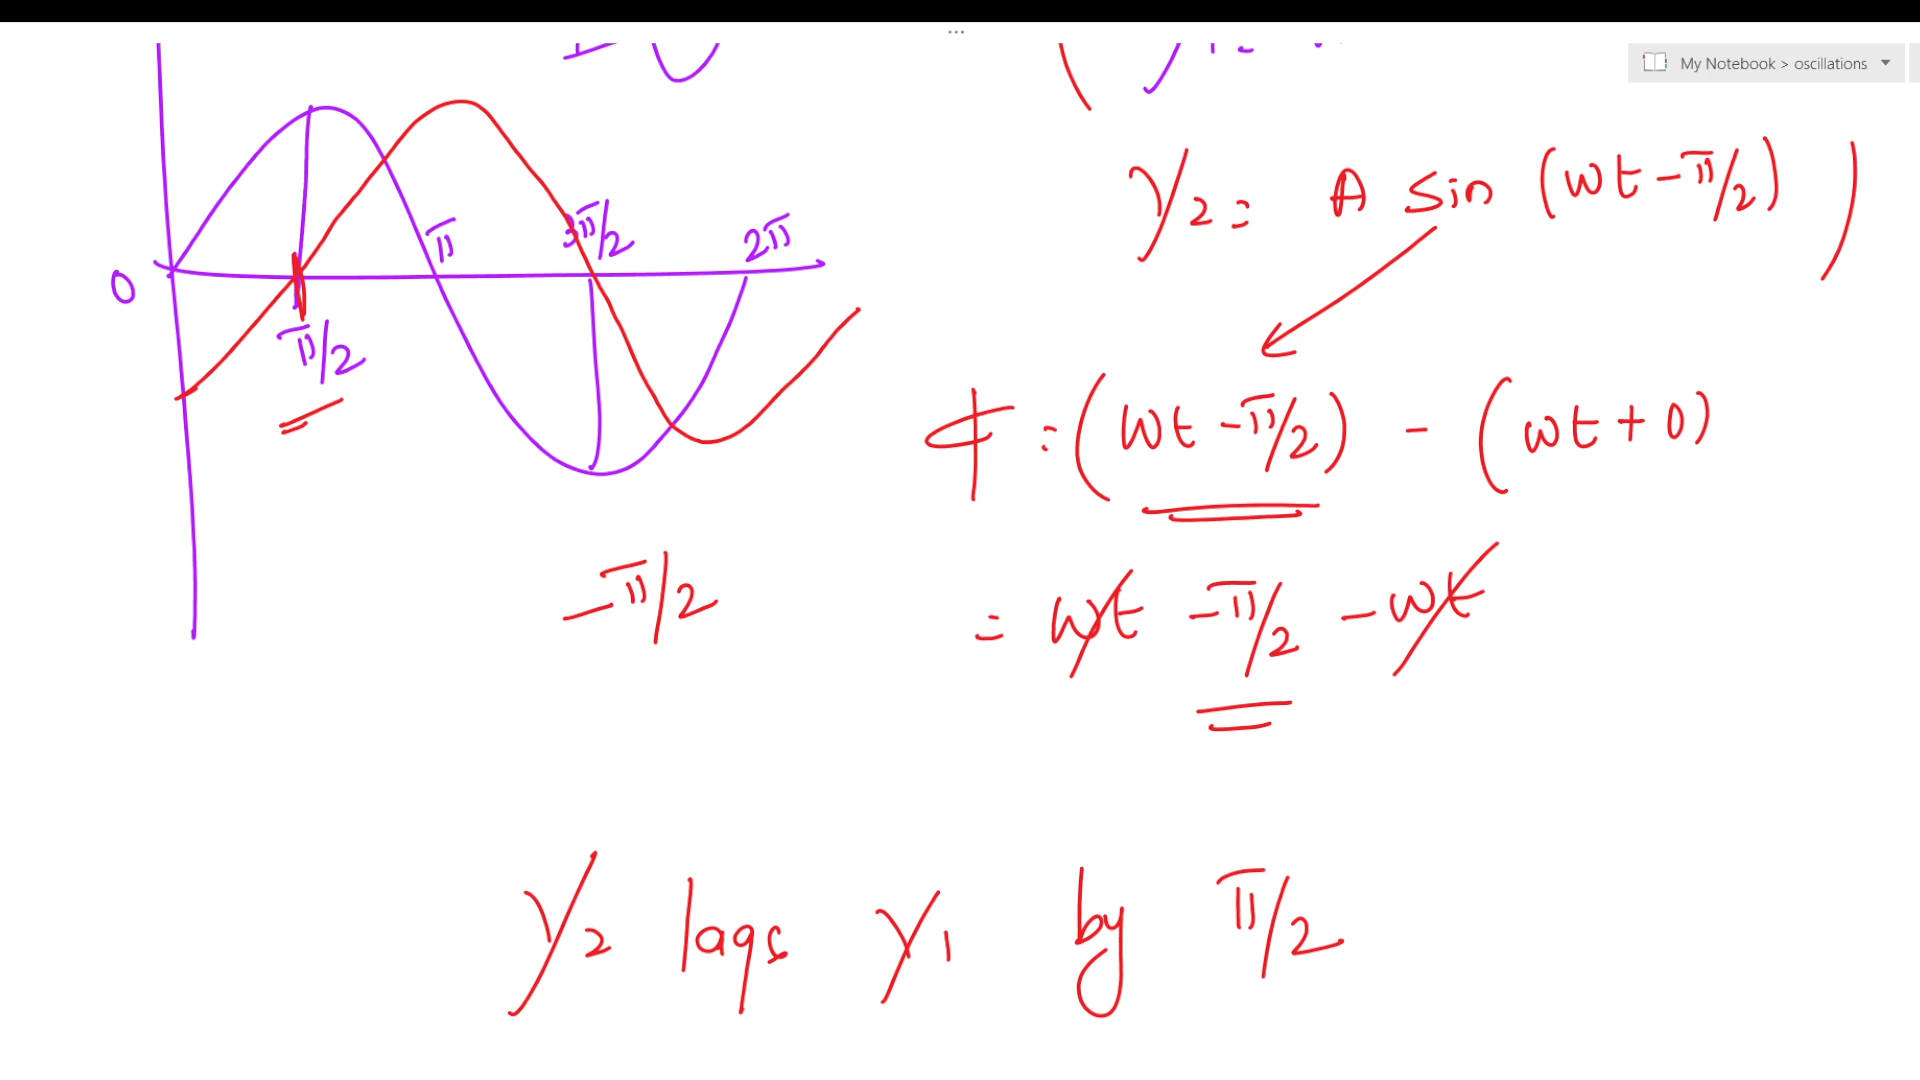 My Notebook > oscillations
y2 = A sin (ωt - π/2)
0 π/2 π 3π/2 2π
ϕ = (ωt - π/2) - (ωt + 0)
-π/2
= ωt - π/2 - ωt
y2 lags y1 by π/2